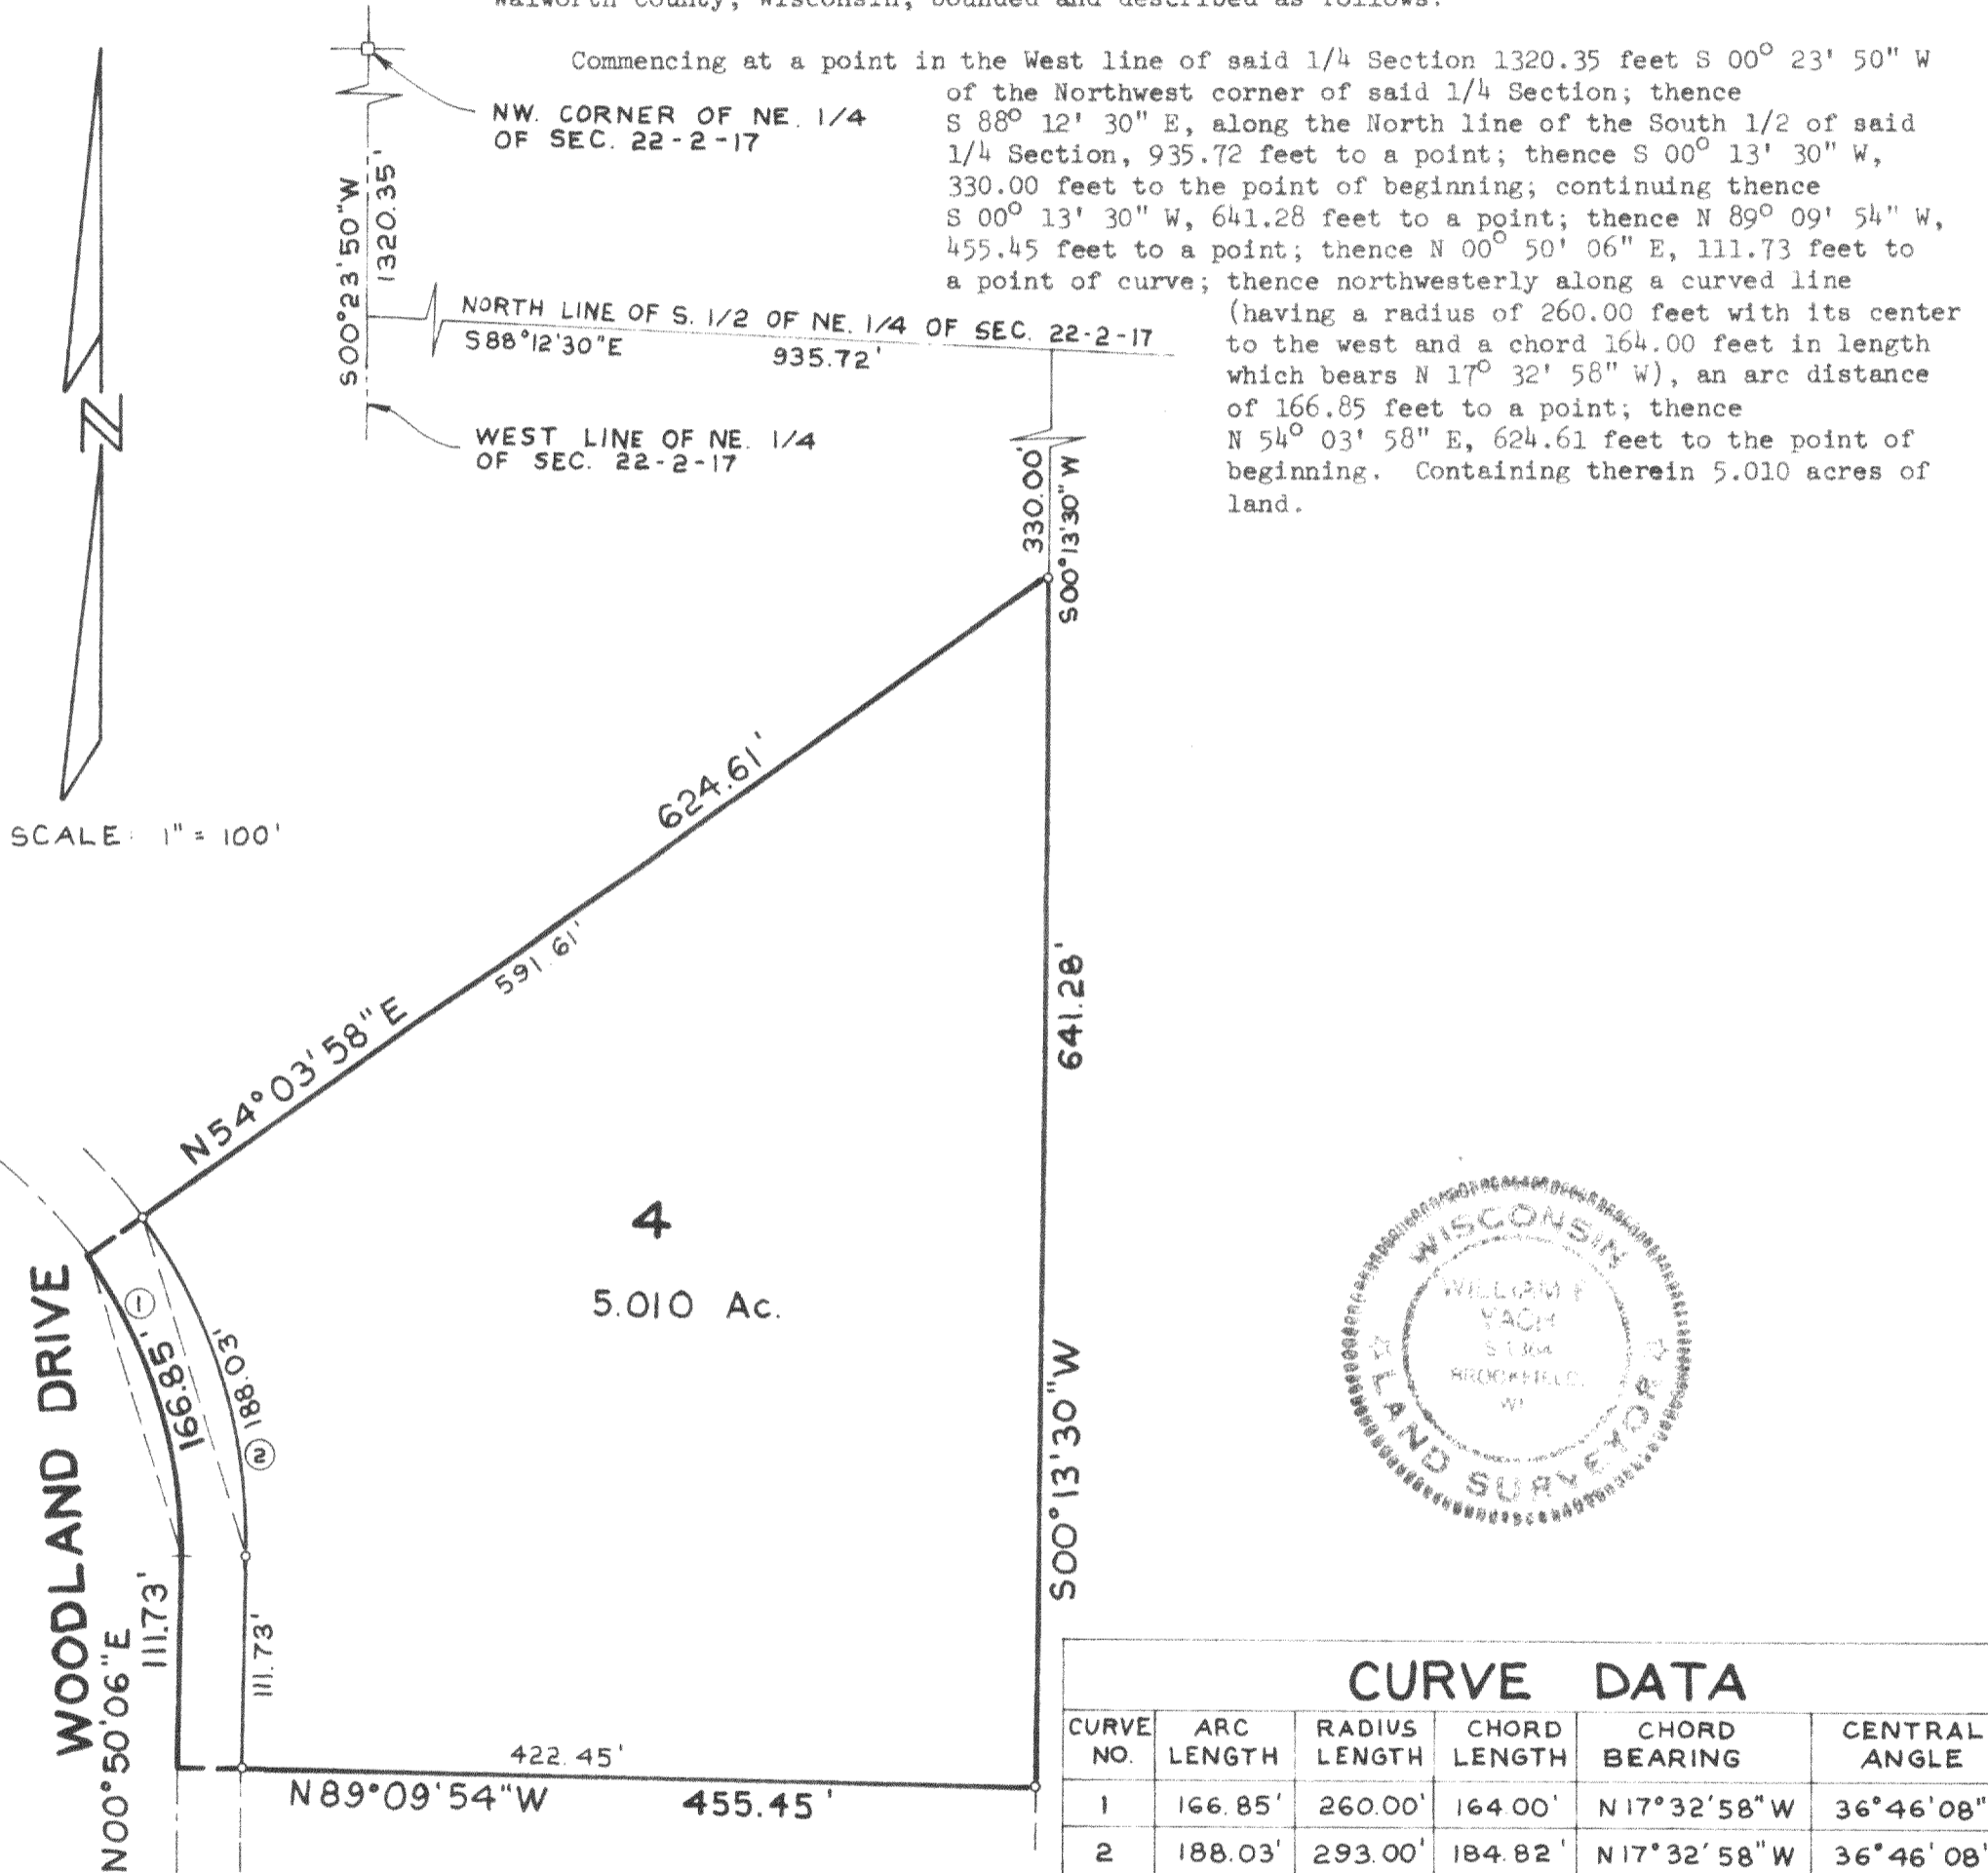 Walworth County, Wisconsin, bounded and described as follows:
Commencing at a point in the West line of said 1/4 Section 1320.35 feet S 00° 23' 50" W
of the Northwest corner of said 1/4 Section; thence
S 88° 12' 30" E, along the North line of the South 1/2 of said
1/4 Section, 935.72 feet to a point; thence S 00° 13' 30" W,
330.00 feet to the point of beginning; continuing thence
S 00° 13' 30" W, 641.28 feet to a point; thence N 89° 09' 54" W,
455.45 feet to a point; thence N 00° 50' 06" E, 111.73 feet to
a point of curve; thence northwesterly along a curved line
(having a radius of 260.00 feet with its center
to the west and a chord 164.00 feet in length
which bears N 17° 32' 58" W), an arc distance
of 166.85 feet to a point; thence
N 54° 03' 58" E, 624.61 feet to the point of
beginning. Containing therein 5.010 acres of
land.
NW. CORNER OF NE. 1/4
OF SEC. 22-2-17
S00°23'50"W
1320.35'
NORTH LINE OF S. 1/2 OF NE. 1/4 OF SEC. 22-2-17
S88°12'30"E 935.72'
WEST LINE OF NE. 1/4
OF SEC. 22-2-17
N
SCALE: 1" = 100'
330.00'
S00°13'30"W
624.61'
591.61'
N54°03'58"E
641.28'
S00°13'30"W
4
5.010 Ac.
WOODLAND DRIVE
166.85' 1
2 188.03'
N00°50'06"E
111.73'
111.73'
422.45'
N89°09'54"W 455.45'
WISCONSIN
WILLIAM F
YACH
S-1364
BROOKFIELD,
WI
LAND SURVEYOR
CURVE DATA
CURVE NO. ARC LENGTH RADIUS LENGTH CHORD LENGTH CHORD BEARING CENTRAL ANGLE
1 166.85' 260.00' 164.00' N17°32'58"W 36°46'08"
2 188.03' 293.00' 184.82' N17°32'58"W 36°46'08"